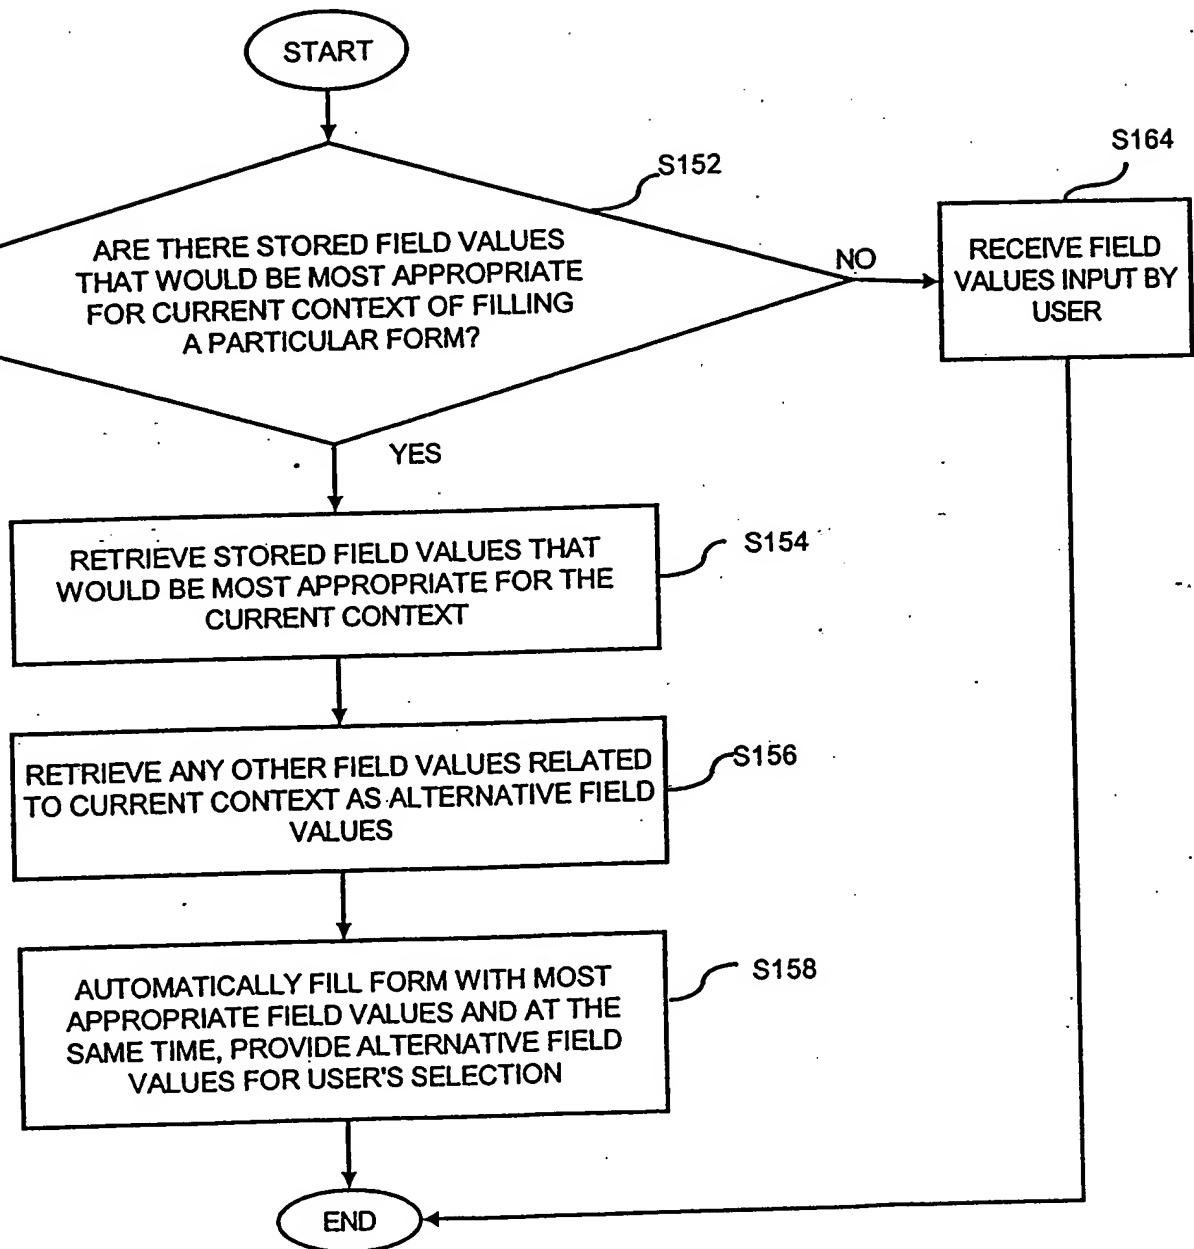 START
S152
S164
ARE THERE STORED FIELD VALUES
THAT WOULD BE MOST APPROPRIATE
FOR CURRENT CONTEXT OF FILLING
A PARTICULAR FORM?
NO
RECEIVE FIELD
VALUES INPUT BY
USER
YES
RETRIEVE STORED FIELD VALUES THAT
WOULD BE MOST APPROPRIATE FOR THE
CURRENT CONTEXT
S154
RETRIEVE ANY OTHER FIELD VALUES RELATED
TO CURRENT CONTEXT AS ALTERNATIVE FIELD
VALUES
S156
AUTOMATICALLY FILL FORM WITH MOST
APPROPRIATE FIELD VALUES AND AT THE
SAME TIME, PROVIDE ALTERNATIVE FIELD
VALUES FOR USER'S SELECTION
S158
END